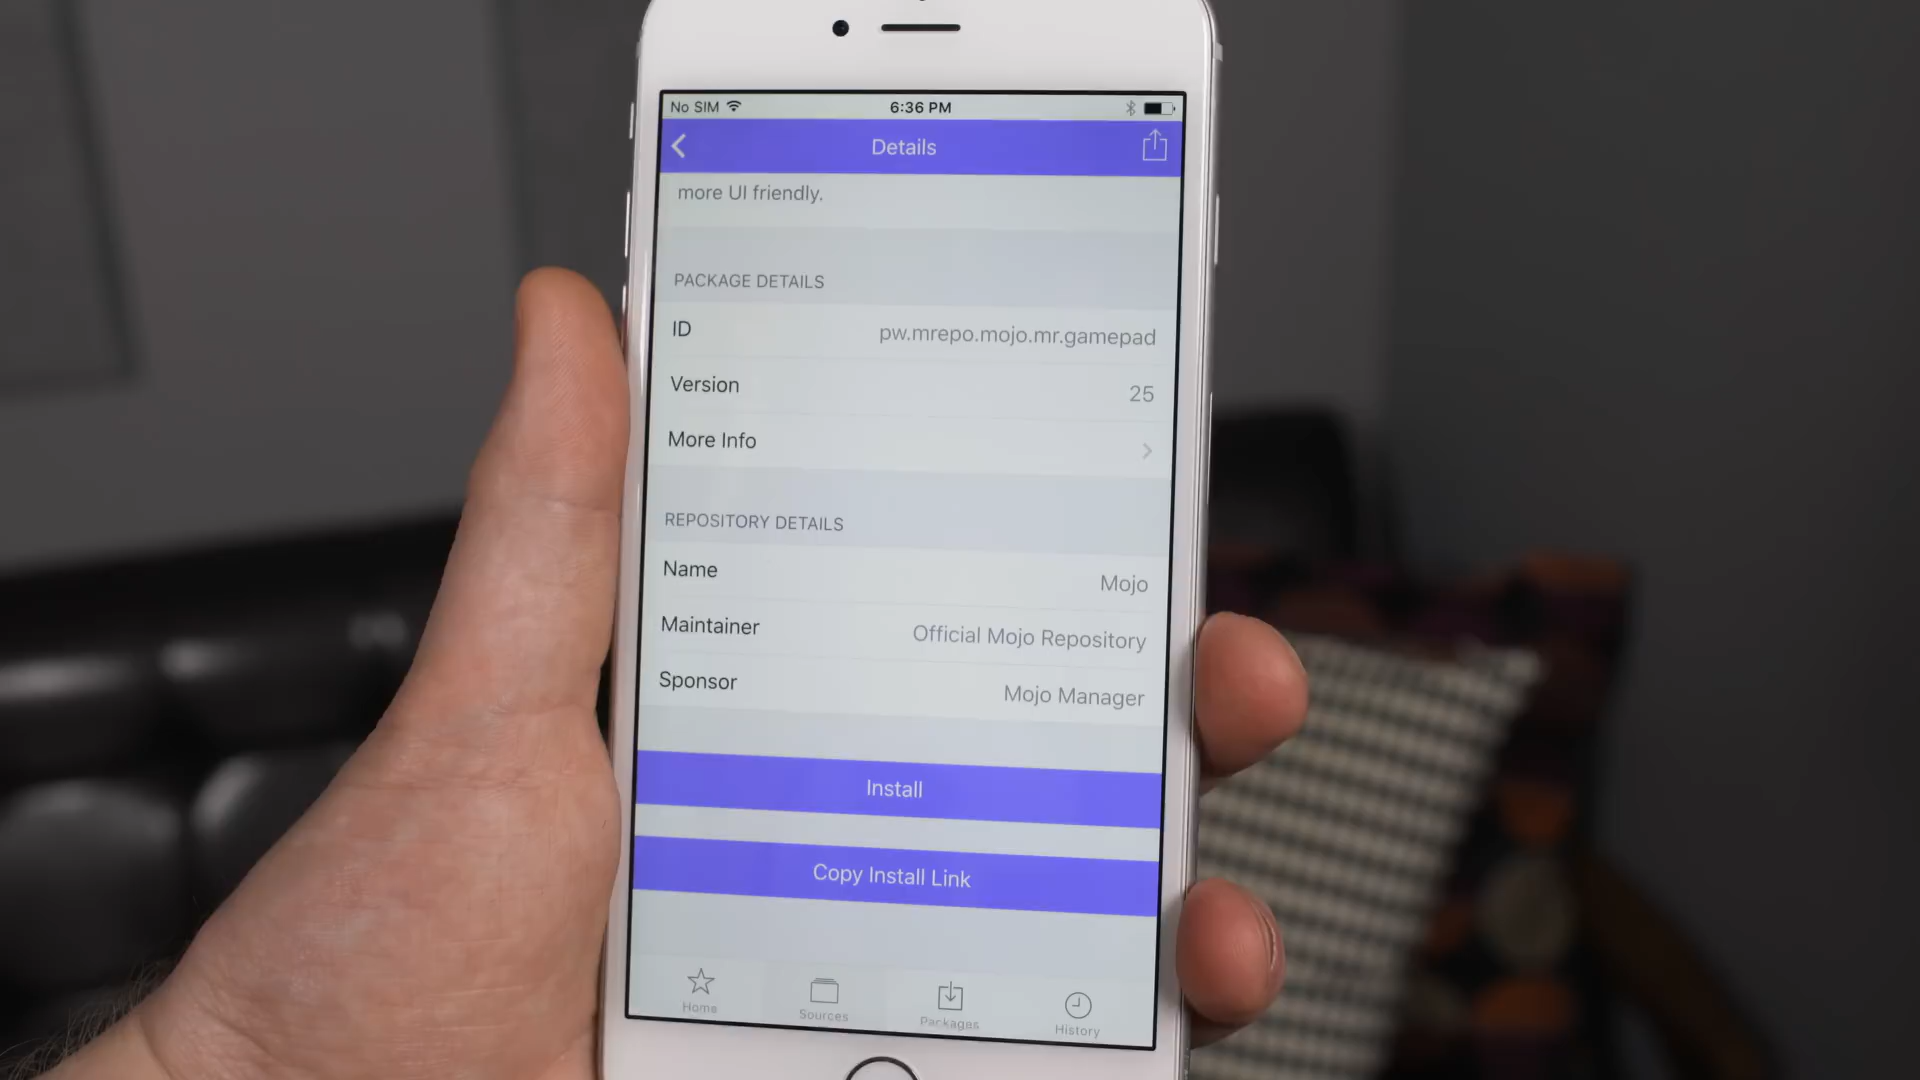 No SIM 6:36 PM
Details
more UI friendly.
PACKAGE DETAILS
ID pw.mrepo.mojo.mr.gamepad
Version 25
More Info
REPOSITORY DETAILS
Name Mojo
Maintainer Official Mojo Repository
Sponsor Mojo Manager
Install
Copy Install Link
Home Sources Packages History